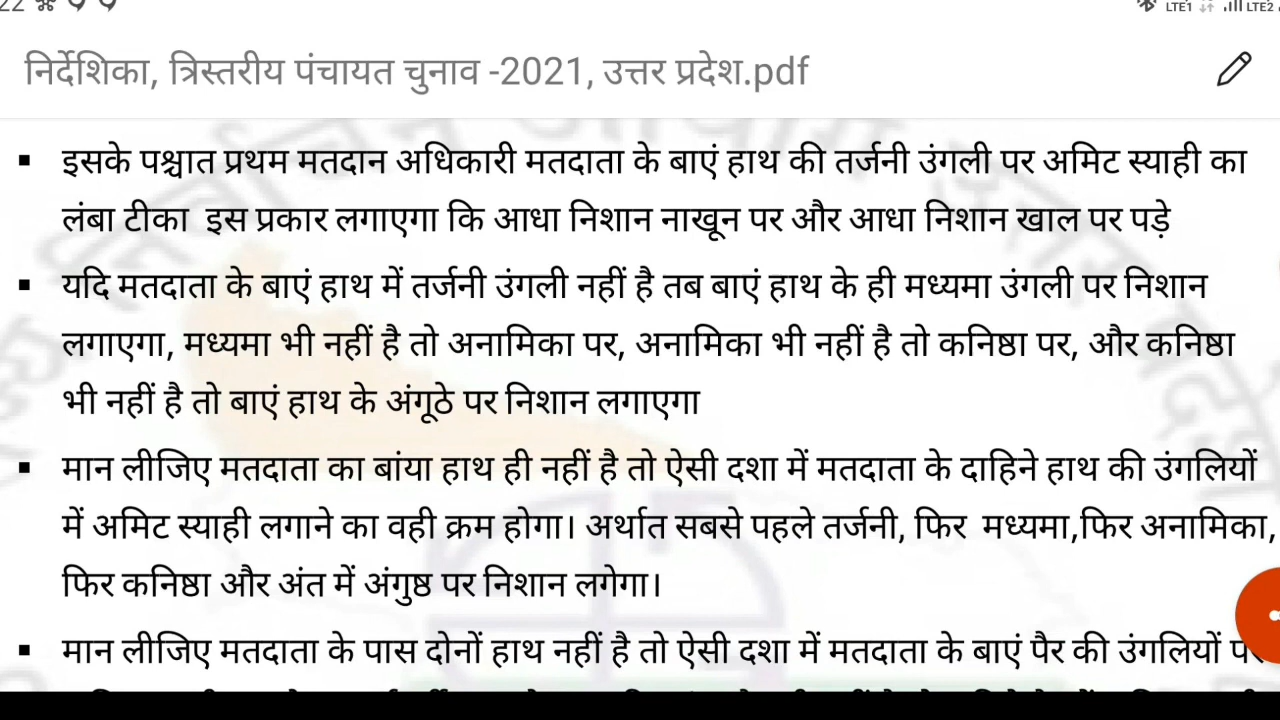 22
LTE1 LTE2
निर्देशिका, त्रिस्तरीय पंचायत चुनाव -2021, उत्तर प्रदेश.pdf
▪ इसके पश्चात प्रथम मतदान अधिकारी मतदाता के बाएं हाथ की तर्जनी उंगली पर अमिट स्याही का
लंबा टीका इस प्रकार लगाएगा कि आधा निशान नाखून पर और आधा निशान खाल पर पड़े
▪ यदि मतदाता के बाएं हाथ में तर्जनी उंगली नहीं है तब बाएं हाथ के ही मध्यमा उंगली पर निशान
लगाएगा, मध्यमा भी नहीं है तो अनामिका पर, अनामिका भी नहीं है तो कनिष्ठा पर, और कनिष्ठा
भी नहीं है तो बाएं हाथ के अंगूठे पर निशान लगाएगा
▪ मान लीजिए मतदाता का बांया हाथ ही नहीं है तो ऐसी दशा में मतदाता के दाहिने हाथ की उंगलियों
में अमिट स्याही लगाने का वही क्रम होगा। अर्थात सबसे पहले तर्जनी, फिर मध्यमा,फिर अनामिका,
फिर कनिष्ठा और अंत में अंगुष्ठ पर निशान लगेगा।
▪ मान लीजिए मतदाता के पास दोनों हाथ नहीं है तो ऐसी दशा में मतदाता के बाएं पैर की उंगलियों पर